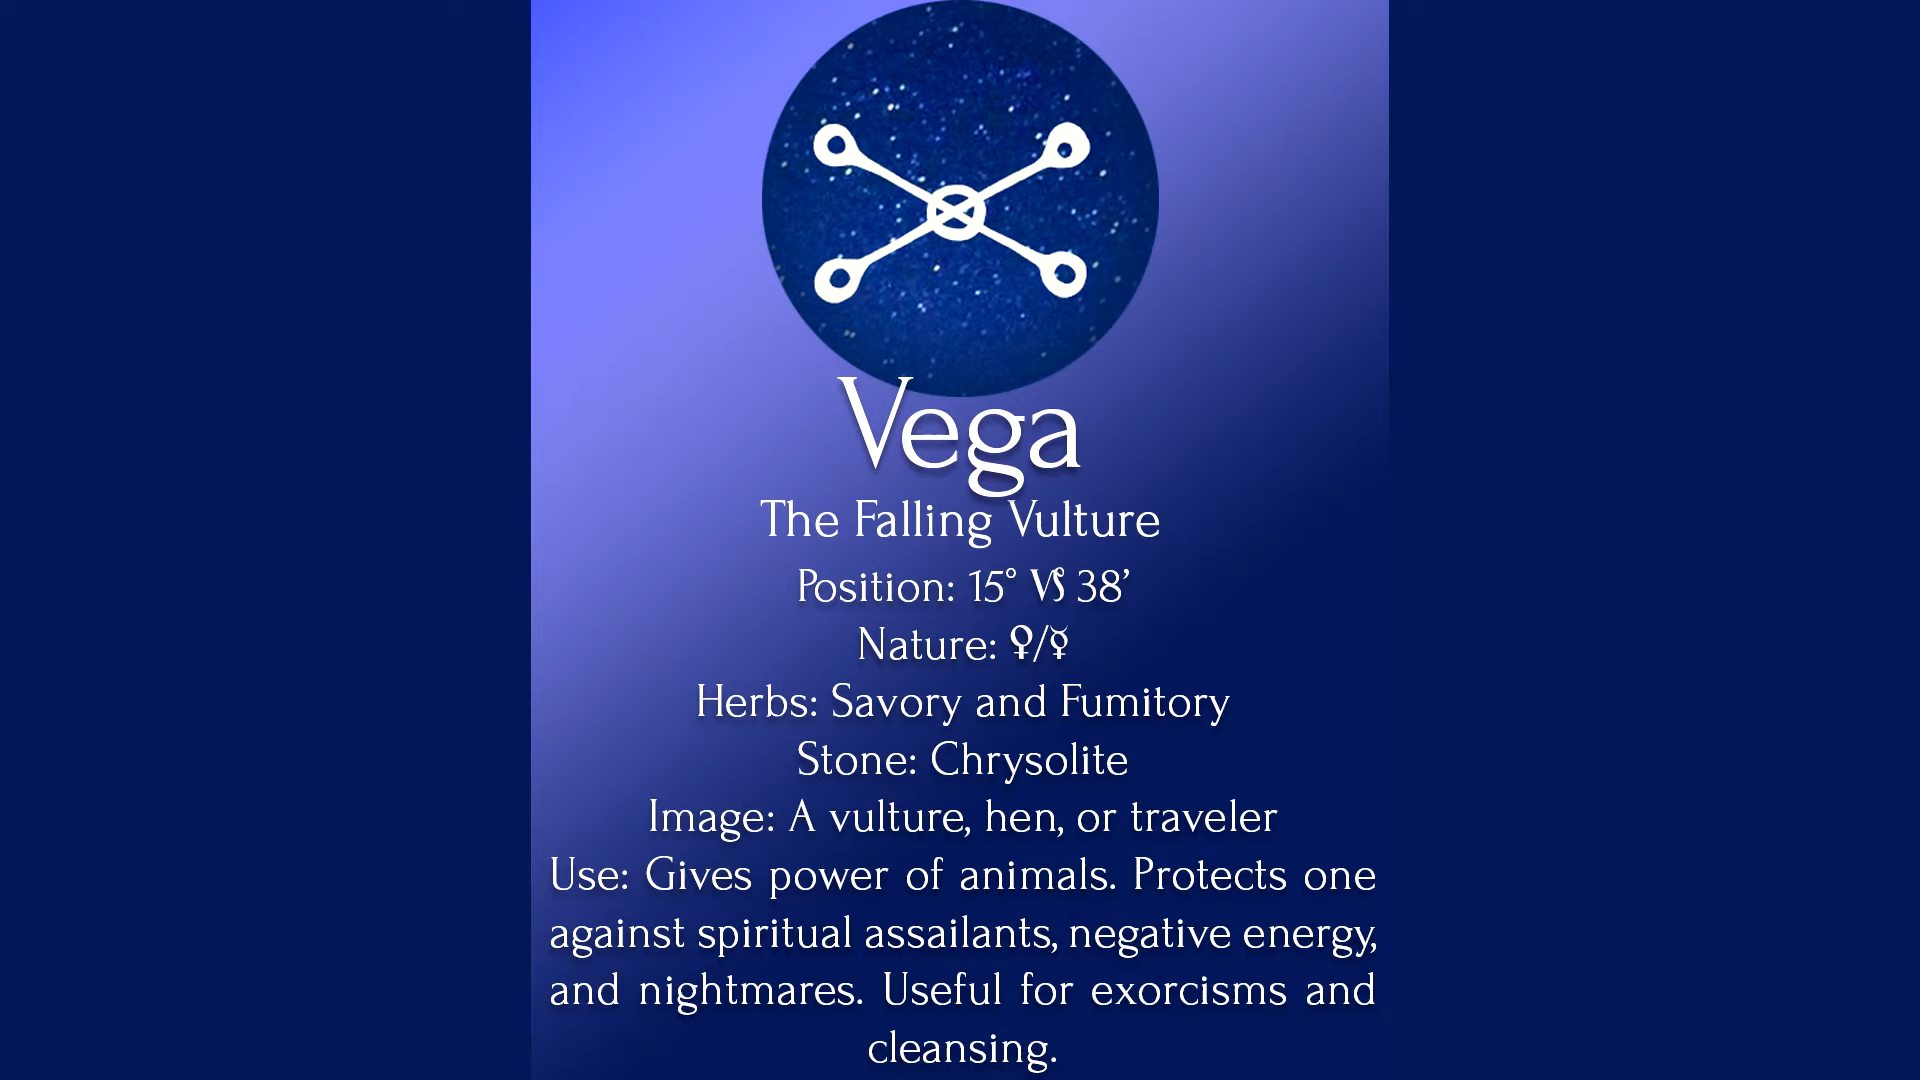 Vega
The Falling Vulture
Position: 15° ♑ 38’
Nature: ♀/☿
Herbs: Savory and Fumitory
Stone: Chrysolite
Image: A vulture, hen, or traveler
Use: Gives power of animals. Protects one
against spiritual assailants, negative energy,
and nightmares. Useful for exorcisms and
cleansing.